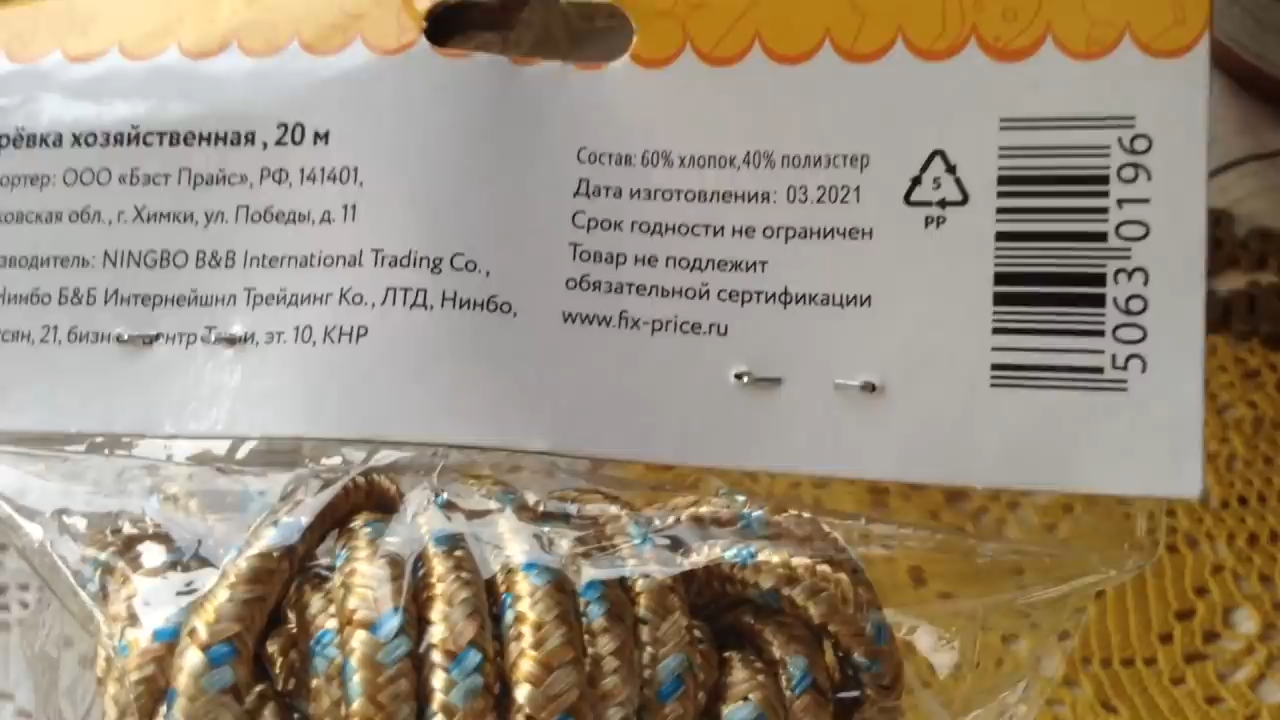 рёвка хозяйственная, 20 м
ортер: ООО «Бэст Прайс», РФ, 141401,
ковская обл., г. Химки, ул. Победы, д. 11
зводитель: NINGBO B&B International Trading Co.,
Нинбо Б&Б Интернейшнл Трейдинг Ко., ЛТД, Нинбо,
сян, 21, эт. 10, КНР
Состав: 60% хлопок,40% полиэстер
Дата изготовления: 03.2021
Срок годности не ограничен
Товар не подлежит
обязательной сертификации
www.fix-price.ru
5
PP
5063 0196